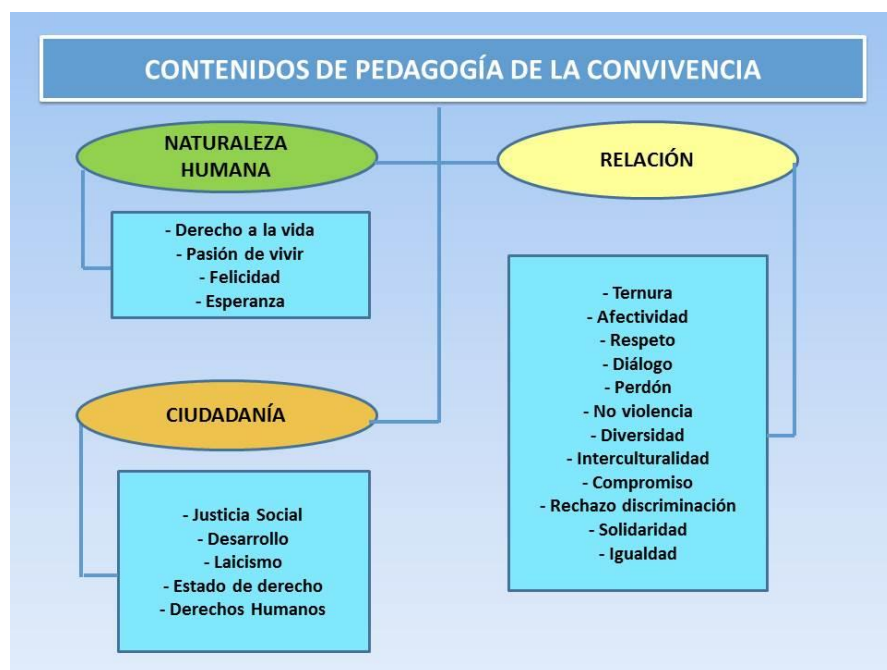 CONTENIDOS DE PEDAGOGÍA DE LA CONVIVENCIA
NATURALEZA
HUMANA
- Derecho a la vida
- Pasión de vivir
- Felicidad
- Esperanza
RELACIÓN
- Ternura
- Afectividad
- Respeto
- Diálogo
- Perdón
- No violencia
- Diversidad
- Interculturalidad
- Compromiso
- Rechazo discriminación
- Solidaridad
- Igualdad
CIUDADANÍA
- Justicia Social
- Desarrollo
- Laicismo
- Estado de derecho
- Derechos Humanos